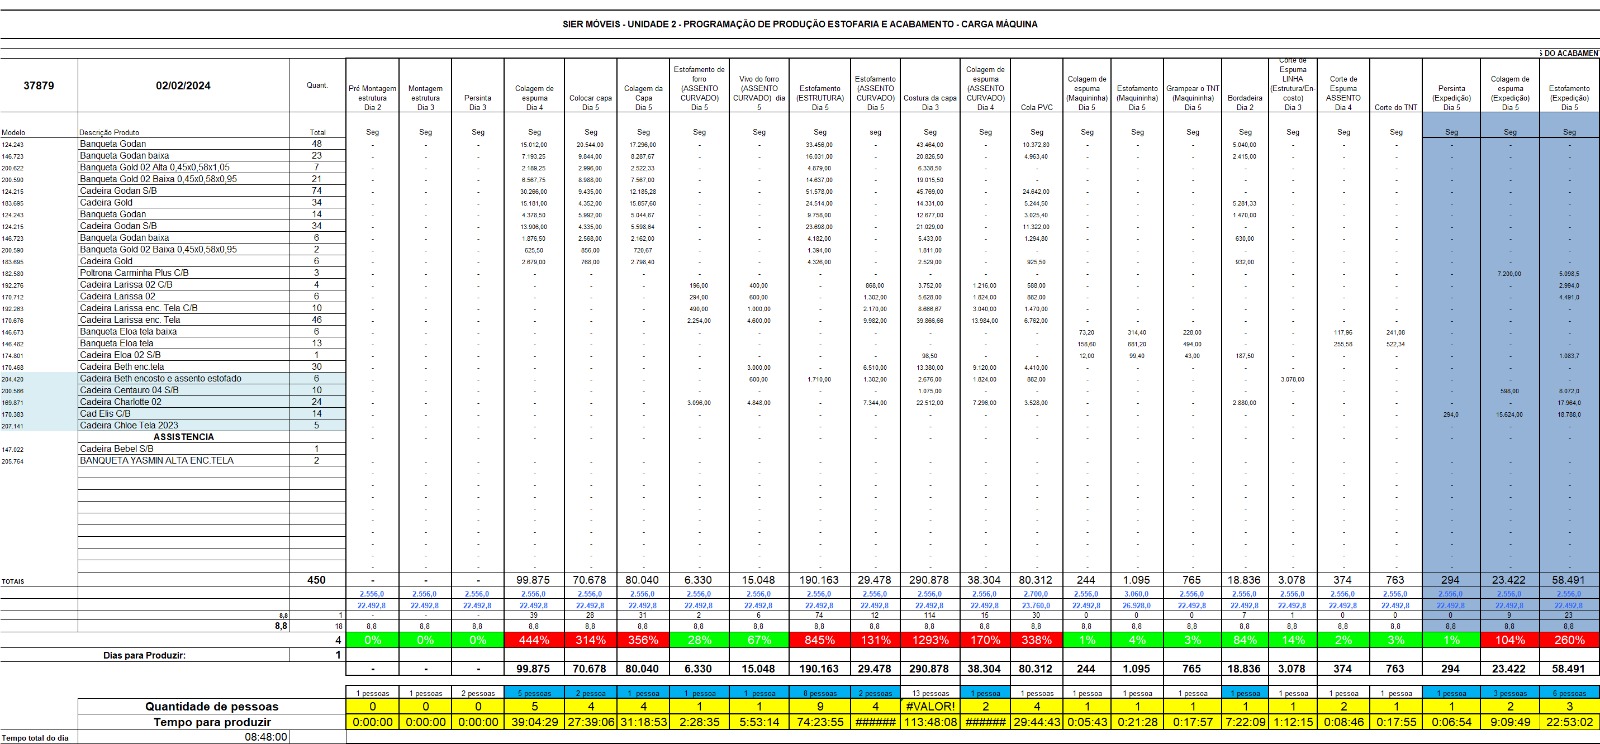 SIER MÓVEIS - UNIDADE 2 - PROGRAMAÇÃO DE PRODUÇÃO ESTOFARIA E ACABAMENTO - CARGA MÁQUINA
S DO ACABAMEN
37879 02/02/2024 Quant. Pré Montagem estrutura Dia 2 Montagem estrutura Dia 3 Persinta Dia 3 Colagem de espuma Dia 4 Colocar capa Dia 5 Colagem da Capa Dia 5 Estofamento de forro (ASSENTO CURVADO) Dia 5 Vivo do forro (ASSENTO CURVADO) dia 5 Estofamento (ESTRUTURA) Dia 5 Estofamento (ASSENTO CURVADO) Dia 5 Costura da capa Dia 3 Colagem de espuma (ASSENTO CURVADO) Dia 4 Cola PVC Colagem de espuma (Maquininha) Dia 5 Estofamento (Maquininha) Dia 5 Grampear o TNT (Maquininha) Dia 5 Bordadeira Dia 2 Corte de Espuma LINHA (Estrutura/Encosto) Dia 3 Corte de Espuma ASSENTO Dia 4 Corte do TNT Persinta (Expedição) Dia 5 Colagem de espuma (Expedição) Dia 5 Estofamento (Expedição) Dia 5
Modelo Descrição Produto Total Seg Seg Seg Seg Seg Seg Seg Seg Seg seg Seg Seg Seg Seg Seg Seg Seg Seg Seg Seg Seg Seg Seg
124.243 Banqueta Godan 48 - - - 15.012,00 20.544,00 17.296,00 - - 33.456,00 - 43.464,00 - 10.372,80 - - - 5.040,00 - - - - - -
146.723 Banqueta Godan baixa 23 - - - 7.193,25 9.844,00 8.287,67 - - 16.031,00 - 20.826,50 - 4.963,40 - - - 2.415,00 - - - - - -
200.622 Banqueta Gold 02 Alta 0,45x0,58x1,05 7 - - - 2.189,25 2.996,00 2.522,33 - - 4.879,00 - 6.338,50 - - - - - - - - - - - -
200.590 Banqueta Gold 02 Baixa 0,45x0,58x0,95 21 - - - 6.567,75 8.988,00 7.567,00 - - 14.637,00 - 19.015,50 - - - - - - - - - - - -
124.215 Cadeira Godan S/B 74 - - - 30.266,00 9.435,00 12.185,28 - - 51.578,00 - 45.769,00 - 24.642,00 - - - - - - - - - -
183.695 Cadeira Gold 34 - - - 15.181,00 4.352,00 15.857,60 - - 24.514,00 - 14.331,00 - 5.244,50 - - - 5.281,33 - - - - - -
124.243 Banqueta Godan 14 - - - 4.378,50 5.992,00 5.044,67 - - 9.758,00 - 12.677,00 - 3.025,40 - - - 1.470,00 - - - - - -
124.215 Cadeira Godan S/B 34 - - - 13.906,00 4.335,00 5.598,64 - - 23.698,00 - 21.029,00 - 11.322,00 - - - - - - - - - -
146.723 Banqueta Godan baixa 6 - - - 1.876,50 2.568,00 2.162,00 - - 4.182,00 - 5.433,00 - 1.294,80 - - - 630,00 - - - - - -
200.590 Banqueta Gold 02 Baixa 0,45x0,58x0,95 2 - - - 625,50 856,00 720,67 - - 1.394,00 - 1.811,00 - - - - - - - - - - - -
183.695 Cadeira Gold 6 - - - 2.679,00 768,00 2.798,40 - - 4.326,00 - 2.529,00 - 925,50 - - - 932,00 - - - - - -
182.580 Poltrona Carminha Plus C/B 3 - - - - - - - - - - - - - - - - - - - - - 7.200,00 5.098,5
192.276 Cadeira Larissa 02 C/B 4 - - - - - - 196,00 400,00 - 868,00 3.752,00 1.216,00 588,00 - - - - - - - - - 2.994,0
170.712 Cadeira Larissa 02 6 - - - - - - 294,00 600,00 - 1.302,00 5.628,00 1.824,00 882,00 - - - - - - - - - 4.491,0
192.283 Cadeira Larissa enc. Tela C/B 10 - - - - - - 490,00 1.000,00 - 2.170,00 8.666,67 3.040,00 1.470,00 - - - - - - - - - -
170.676 Cadeira Larissa enc. Tela 46 - - - - - - 2.254,00 4.600,00 - 9.982,00 39.866,66 13.984,00 6.762,00 - - - - - - - - - -
146.673 Banqueta Eloa tela baixa 6 - - - - - - - - - - - - - 73,20 314,40 228,00 - - 117,96 241,08 - - -
146.482 Banqueta Eloa tela 13 - - - - - - - - - - - - - 158,60 681,20 494,00 - - 255,58 522,34 - - -
174.801 Cadeira Eloa 02 S/B 1 - - - - - - - - - - 98,50 - - 12,00 99,40 43,00 187,50 - - - - - 1.083,7
170.468 Cadeira Beth enc.tela 30 - - - - - - - 3.000,00 - 6.510,00 13.380,00 9.120,00 4.410,00 - - - - - - - - - -
204.420 Cadeira Beth encosto e assento estofado 6 - - - - - - - 600,00 1.710,00 1.302,00 2.676,00 1.824,00 882,00 - - - - 3.078,00 - - - - -
200.566 Cadeira Centauro 04 S/B 10 - - - - - - - - - - 1.075,00 - - - - - - - - - - 598,00 6.072,0
169.871 Cadeira Charlotte 02 24 - - - - - - 3.096,00 4.848,00 - 7.344,00 22.512,00 7.296,00 3.528,00 - - - 2.880,00 - - - - - 17.964,0
170.383 Cad Elis C/B 14 - - - - - - - - - - - - - - - - - - - - 294,0 15.624,00 18.788,0
207.141 Cadeira Chloe Tela 2023 5 - - - - - - - - - - - - - - - - - - - - - - -
ASSISTENCIA
147.022 Cadeira Bebel S/B 1 - - - - - - - - - - - - - - - - - - - - - - -
205.764 BANQUETA YASMIN ALTA ENC.TELA 2 - - - - - - - - - - - - - - - - - - - - - - -
TOTAIS 450 - - - 99.875 70.678 80.040 6.330 15.048 190.163 29.478 290.878 38.304 80.312 244 1.095 765 18.836 3.078 374 763 294 23.422 58.491
2.556,0 2.556,0 2.556,0 2.556,0 2.556,0 2.556,0 2.556,0 2.556,0 2.556,0 2.556,0 2.556,0 2.556,0 2.700,0 2.556,0 3.060,0 2.556,0 2.556,0 2.556,0 2.556,0 2.556,0 2.556,0 2.556,0 2.556,0
22.492,8 22.492,8 22.492,8 22.492,8 22.492,8 22.492,8 22.492,8 22.492,8 22.492,8 22.492,8 22.492,8 22.492,8 23.760,0 22.492,8 26.928,0 22.492,8 22.492,8 22.492,8 22.492,8 22.492,8 22.492,8 22.492,8 22.492,8
8,8 1 39 28 31 2 6 74 12 114 15 30 0 0 0 7 1 0 0 0 9 23
8,8 18 8,8 8,8 8,8 8,8 8,8 8,8 8,8 8,8 8,8 8,8 8,8 8,8 8,8 8,8 8,8 8,8 8,8 8,8 8,8 8,8 8,8 8,8 8,8
4 0% 0% 0% 444% 314% 356% 28% 67% 845% 131% 1293% 170% 338% 1% 4% 3% 84% 14% 2% 3% 1% 104% 260%
Dias para Produzir: 1
- - - 99.875 70.678 80.040 6.330 15.048 190.163 29.478 290.878 38.304 80.312 244 1.095 765 18.836 3.078 374 763 294 23.422 58.491
1 pessoas 1 pessoas 2 pessoas 5 pessoas 2 pessoa 1 pessoa 1 pessoas 1 pessoas 8 pessoas 2 pessoas 13 pessoas 1 pessoa 1 pessoas 1 pessoas 1 pessoas 1 pessoas 1 pessoa 1 pessoas 1 pessoas 1 pessoas 1 pessoa 3 pessoas 6 pessoas
Quantidade de pessoas 0 0 0 5 4 4 1 1 9 4 #VALOR! 2 4 1 1 1 1 1 1 1 1 2 3
Tempo para produzir 0:00:00 0:00:00 0:00:00 39:04:29 27:39:06 31:18:53 2:28:35 5:53:14 74:23:55 ###### 113:48:08 ###### 29:44:43 0:05:43 0:21:28 0:17:57 7:22:09 1:12:15 0:08:46 0:17:55 0:06:54 9:09:49 22:53:02
Tempo total do dia 08:48:00